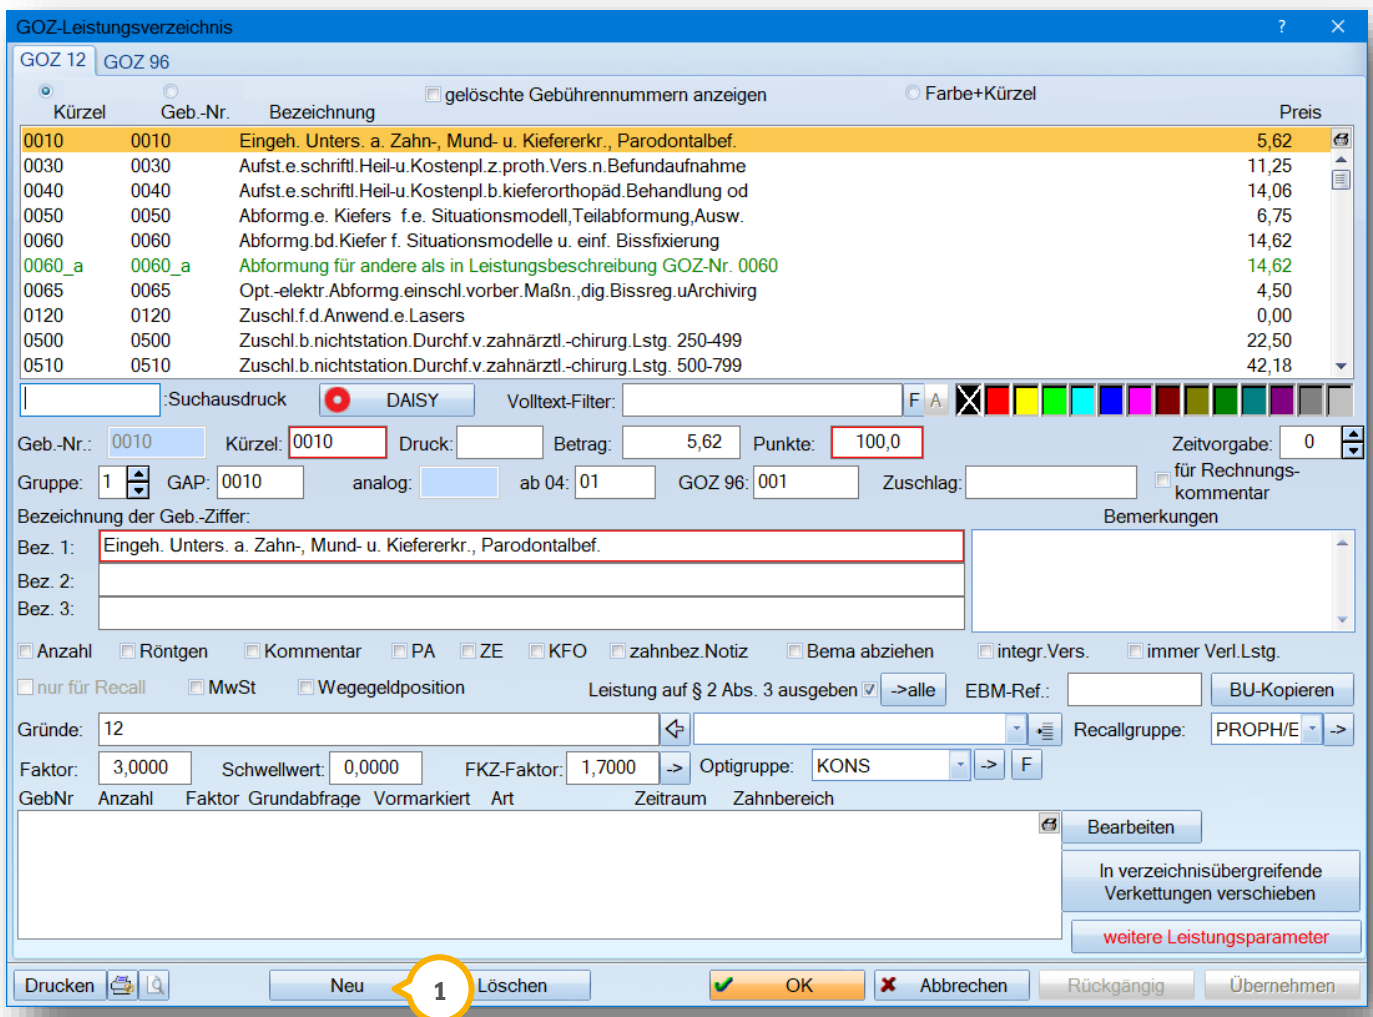 GOZ-Leistungsverzeichnis ? ×
GOZ 12 GOZ 96
Kürzel Geb.-Nr. Bezeichnung gelöschte Gebührennummern anzeigen Farbe+Kürzel Preis
0010 0010 Eingeh. Unters. a. Zahn-, Mund- u. Kiefererkr., Parodontalbef. 5,62
0030 0030 Aufst.e.schriftl.Heil-u.Kostenpl.z.proth.Vers.n.Befundaufnahme 11,25
0040 0040 Aufst.e.schriftl.Heil-u.Kostenpl.b.kieferorthopäd.Behandlung od 14,06
0050 0050 Abformg.e. Kiefers f.e. Situationsmodell,Teilabformung,Ausw. 6,75
0060 0060 Abformg.bd.Kiefer f. Situationsmodelle u. einf. Bissfixierung 14,62
0060_a 0060_a Abformung für andere als in Leistungsbeschreibung GOZ-Nr. 0060 14,62
0065 0065 Opt.-elektr.Abformg.einschl.vorber.Maßn.,dig.Bissreg.uArchivirg 4,50
0120 0120 Zuschl.f.d.Anwend.e.Lasers 0,00
0500 0500 Zuschl.b.nichtstation.Durchf.v.zahnärztl.-chirurg.Lstg. 250-499 22,50
0510 0510 Zuschl.b.nichtstation.Durchf.v.zahnärztl.-chirurg.Lstg. 500-799 42,18
:Suchausdruck DAISY Volltext-Filter: F A
Geb.-Nr.: 0010 Kürzel: 0010 Druck: Betrag: 5,62 Punkte: 100,0 Zeitvorgabe: 0
Gruppe: 1 GAP: 0010 analog: ab 04: 01 GOZ 96: 001 Zuschlag: für Rechnungs-
kommentar
Bezeichnung der Geb.-Ziffer: Bemerkungen
Bez. 1: Eingeh. Unters. a. Zahn-, Mund- u. Kiefererkr., Parodontalbef.
Bez. 2:
Bez. 3:
Anzahl Röntgen Kommentar PA ZE KFO zahnbez.Notiz Bema abziehen integr.Vers. immer Verl.Lstg.
nur für Recall MwSt Wegegeldposition Leistung auf § 2 Abs. 3 ausgeben ->alle EBM-Ref.: BU-Kopieren
Gründe: 12 Recallgruppe: PROPH/E ->
Faktor: 3,0000 Schwellwert: 0,0000 FKZ-Faktor: 1,7000 -> Optigruppe: KONS -> F
GebNr Anzahl Faktor Grundabfrage Vormarkiert Art Zeitraum Zahnbereich
Bearbeiten
In verzeichnisübergreifende
Verkettungen verschieben
weitere Leistungsparameter
Drucken Neu 1 Löschen OK Abbrechen Rückgängig Übernehmen